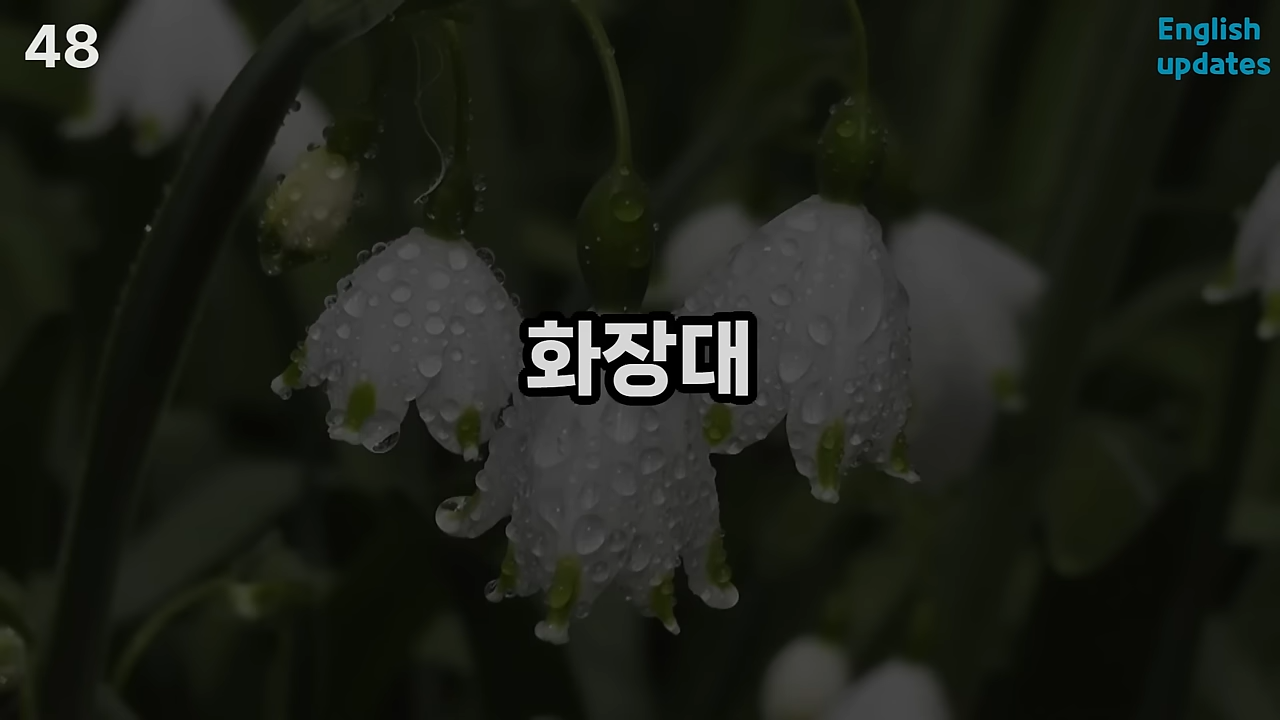 48
English
updates
화장대